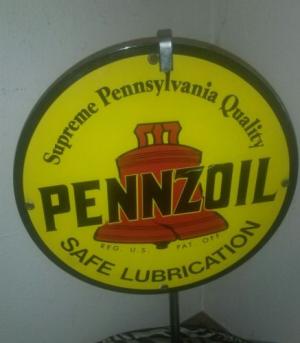 Supreme Pennsylvania Quality
PENNZOIL
REG. U.S. PAT. OFF.
SAFE LUBRICATION